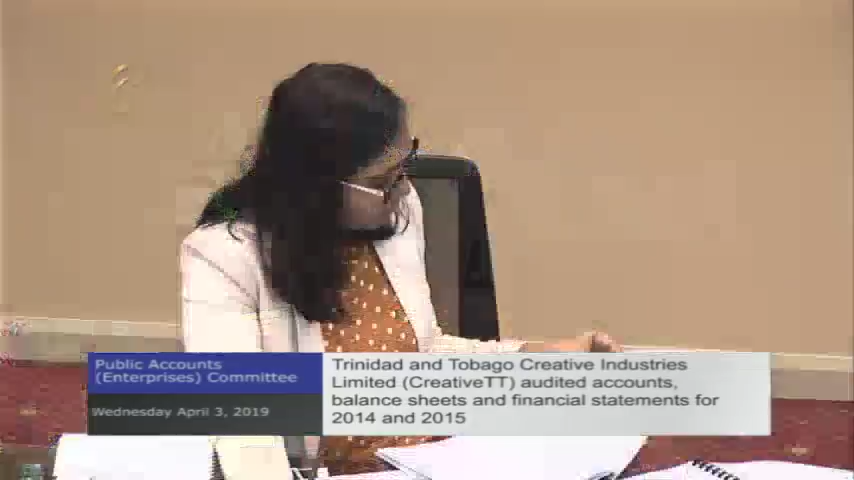 Public Accounts
(Enterprises) Committee
Wednesday April 3, 2019
Trinidad and Tobago Creative Industries
Limited (CreativeTT) audited accounts,
balance sheets and financial statements for
2014 and 2015